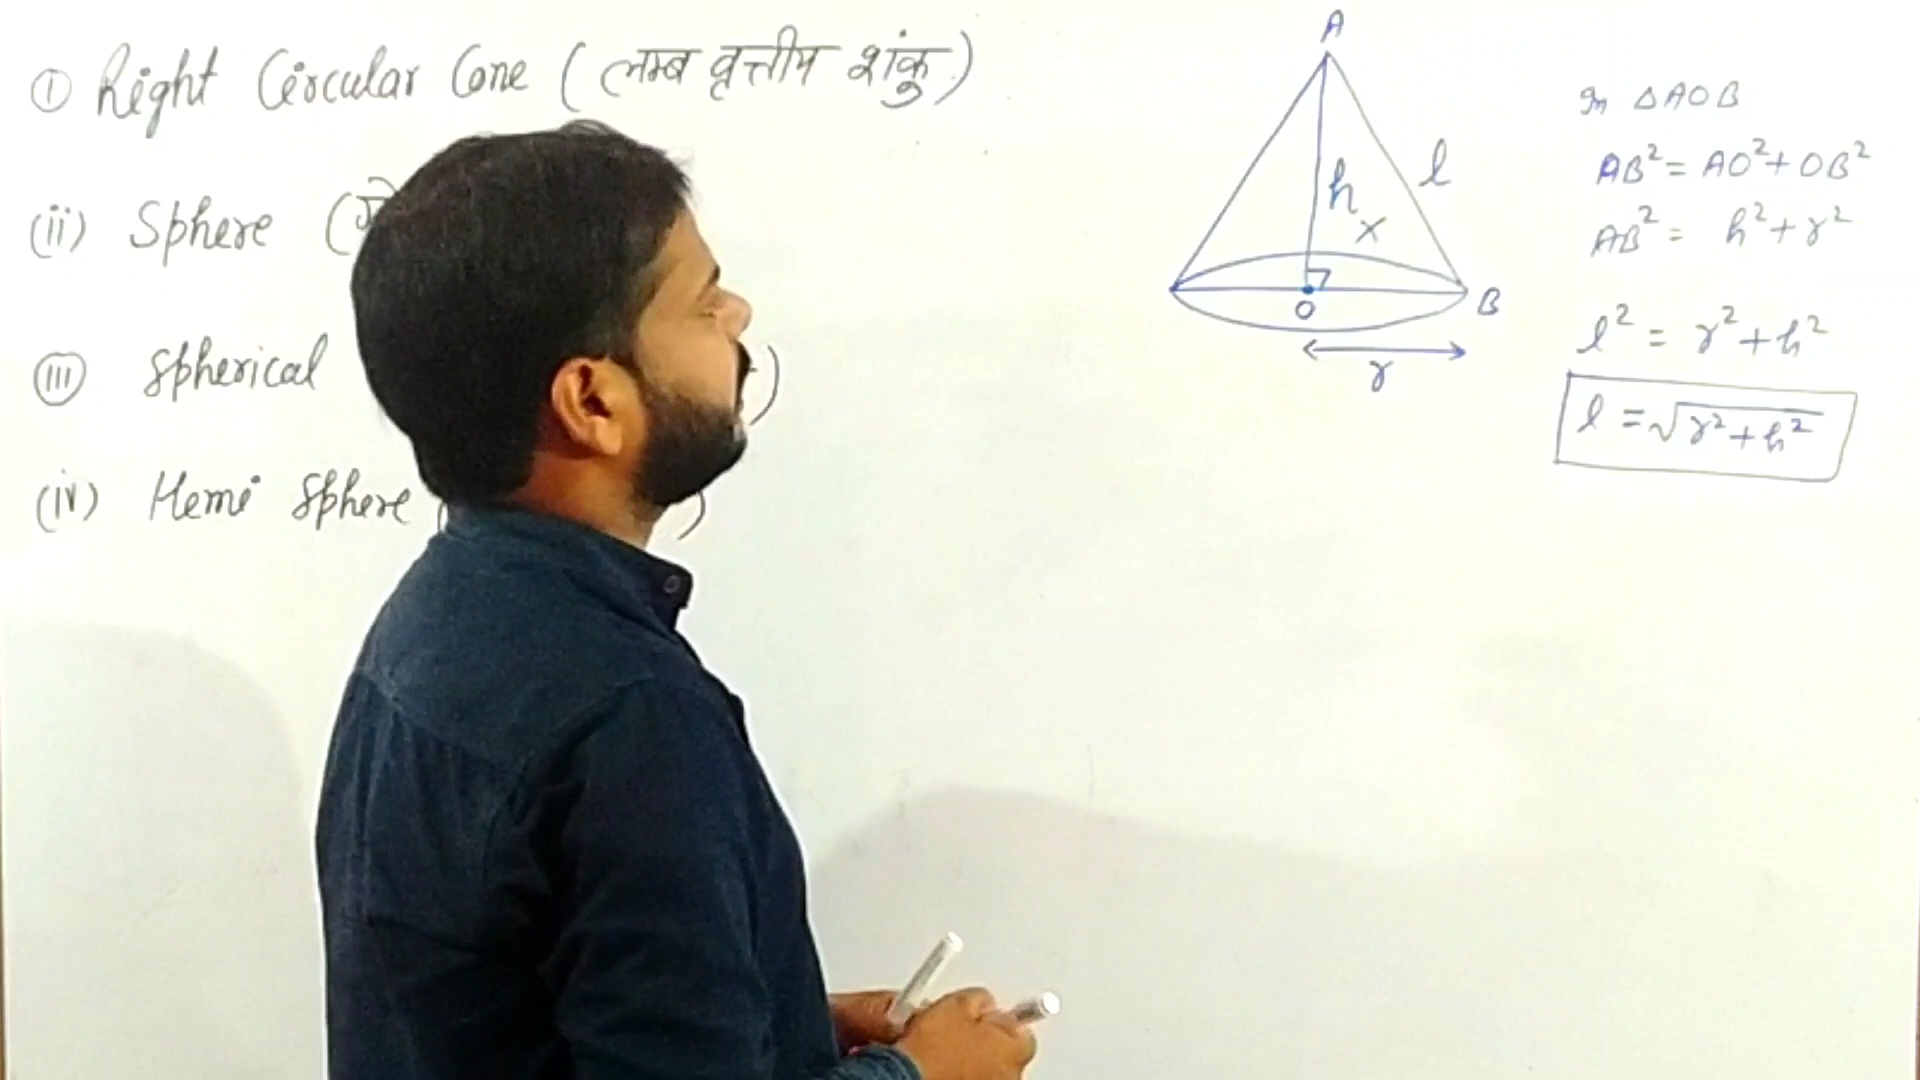 ① Right Circular Cone (लम्ब वृत्तीय शंकु)
(ii) Sphere (
(iii) Spherical )
(iv) Hemi Sphere ( )
A
h
l
x
O
B
r
In △AOB
AB² = AO² + OB²
AB² = h² + r²
l² = r² + h²
l = √r² + h²